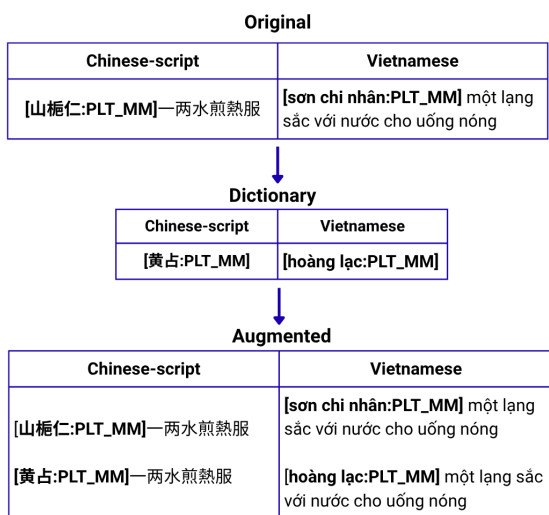 Original
Chinese-script
Vietnamese
[山栀仁:PLT_MM]一两水煎熱服
[sơn chi nhân:PLT_MM] một lạng
sắc với nước cho uống nóng
Dictionary
Chinese-script
Vietnamese
[黄占:PLT_MM]
[hoàng lạc:PLT_MM]
Augmented
Chinese-script
Vietnamese
[山栀仁:PLT_MM]一两水煎熱服
[sơn chi nhân:PLT_MM] một lạng
sắc với nước cho uống nóng
[黄占:PLT_MM]一两水煎熱服
[hoàng lạc:PLT_MM] một lạng sắc
với nước cho uống nóng